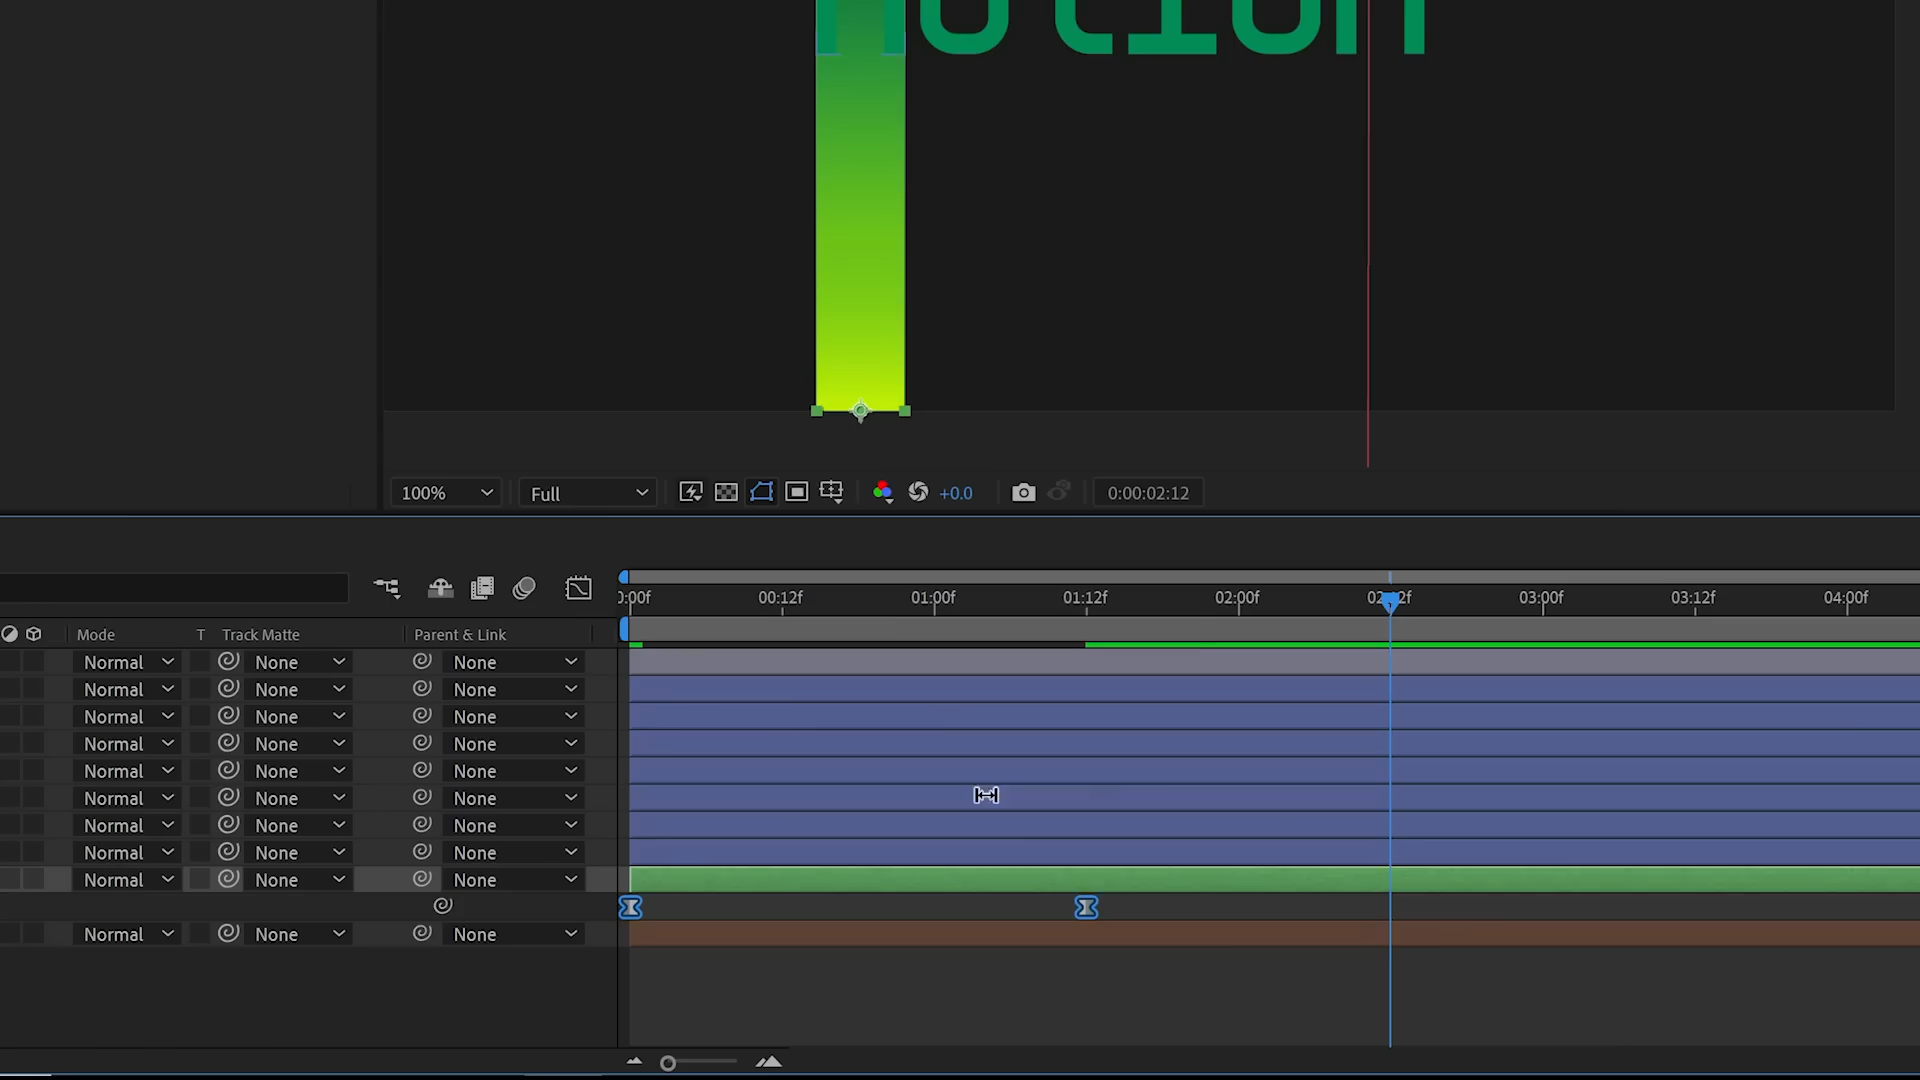 Motion
100% Full +0.0 0:00:02:12
0:00f 00:12f 01:00f 01:12f 02:00f 02:12f 03:00f 03:12f 04:00f
Mode T Track Matte Parent & Link
Normal None None
Normal None None
Normal None None
Normal None None
Normal None None
Normal None None
Normal None None
Normal None None
Normal None None
Normal None None